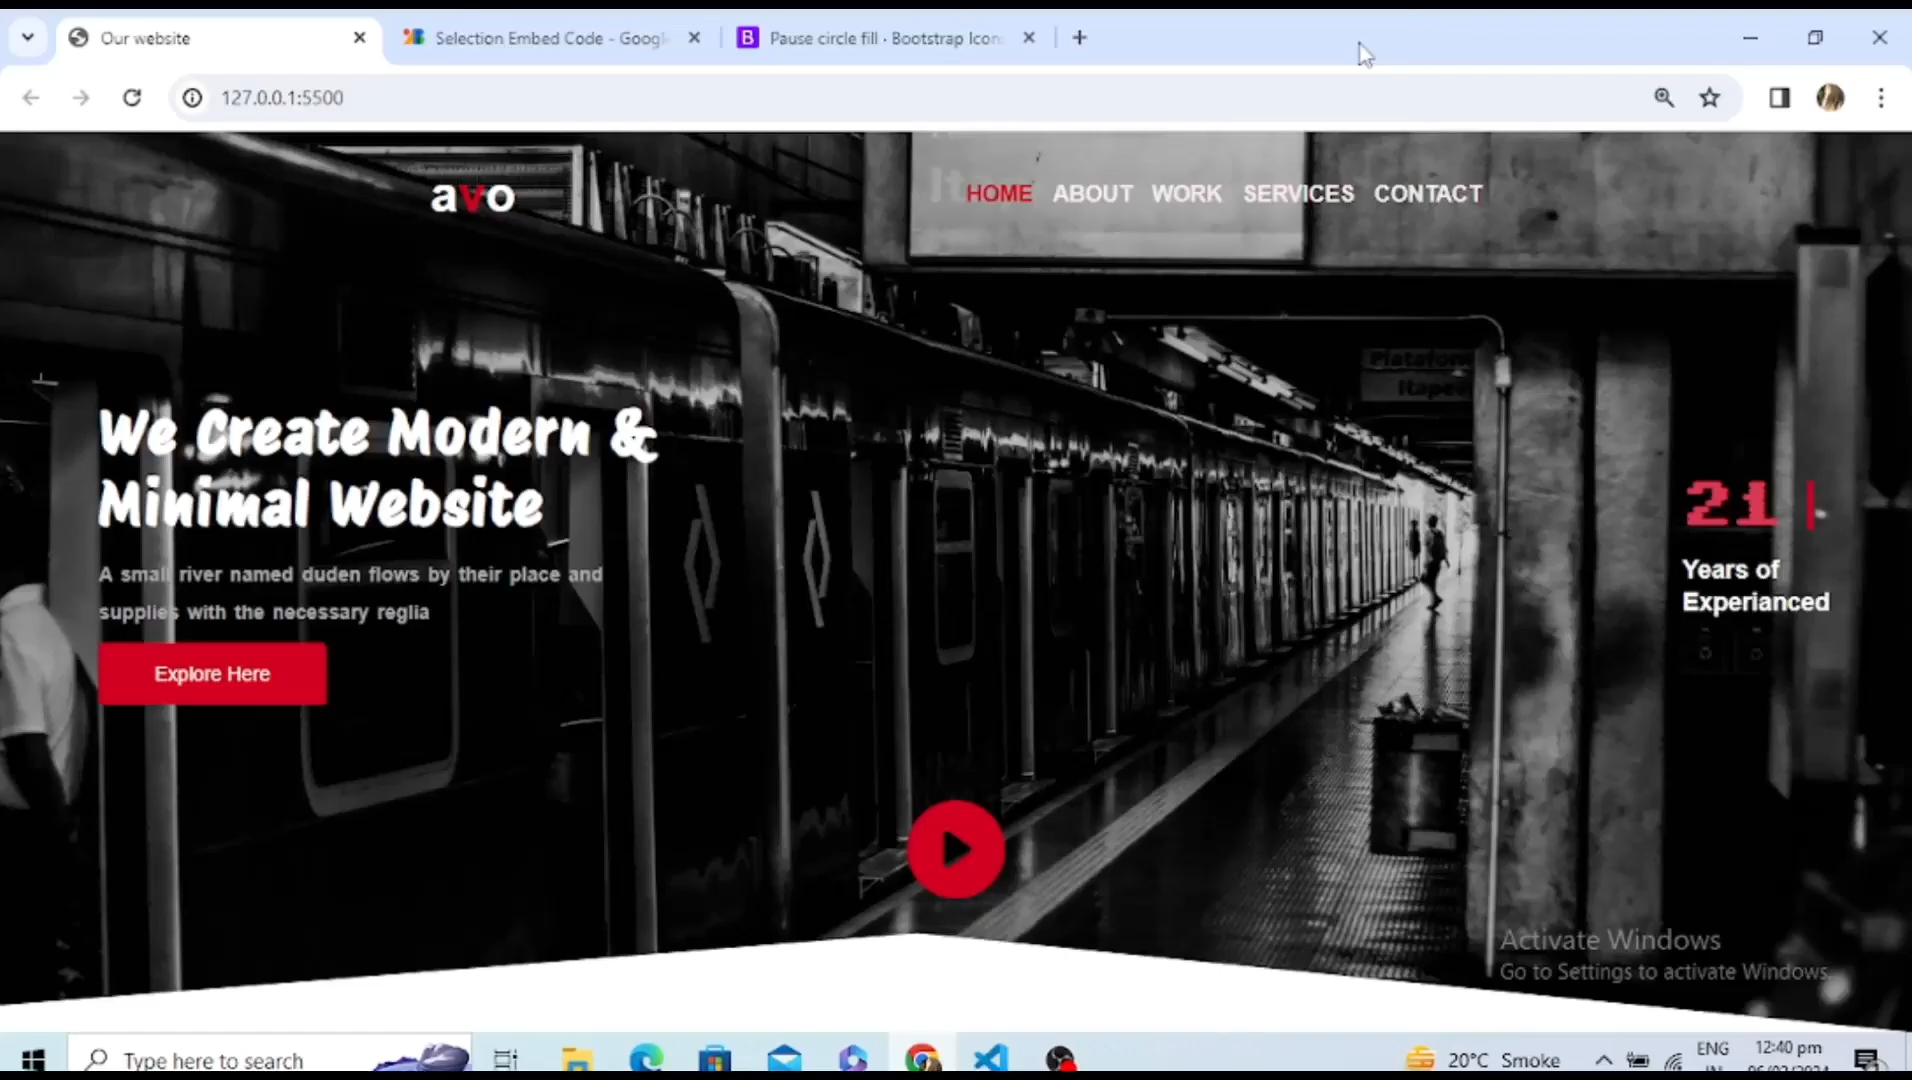 Our website
Selection Embed Code - Googl
Pause circle fill · Bootstrap Icon
127.0.0.1:5500
avo
HOME ABOUT WORK SERVICES CONTACT
We Create Modern &
Minimal Website
A small river named duden flows by their place and
supplies with the necessary reglia
Explore Here
21 |
Years of
Experianced
Activate Windows
Go to Settings to activate Windows.
Type here to search
20°C Smoke
ENG
12:40 pm